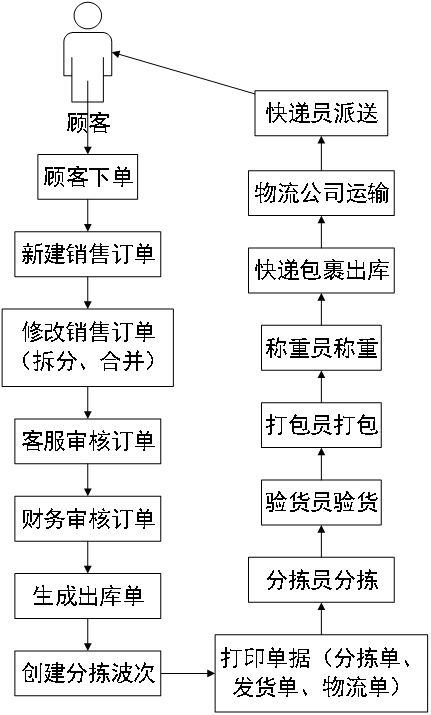 顾客
顾客下单
新建销售订单
修改销售订单
（拆分、合并）
客服审核订单
财务审核订单
生成出库单
创建分拣波次
打印单据（分拣单、
发货单、物流单）
分拣员分拣
验货员验货
打包员打包
称重员称重
快递包裹出库
物流公司运输
快递员派送